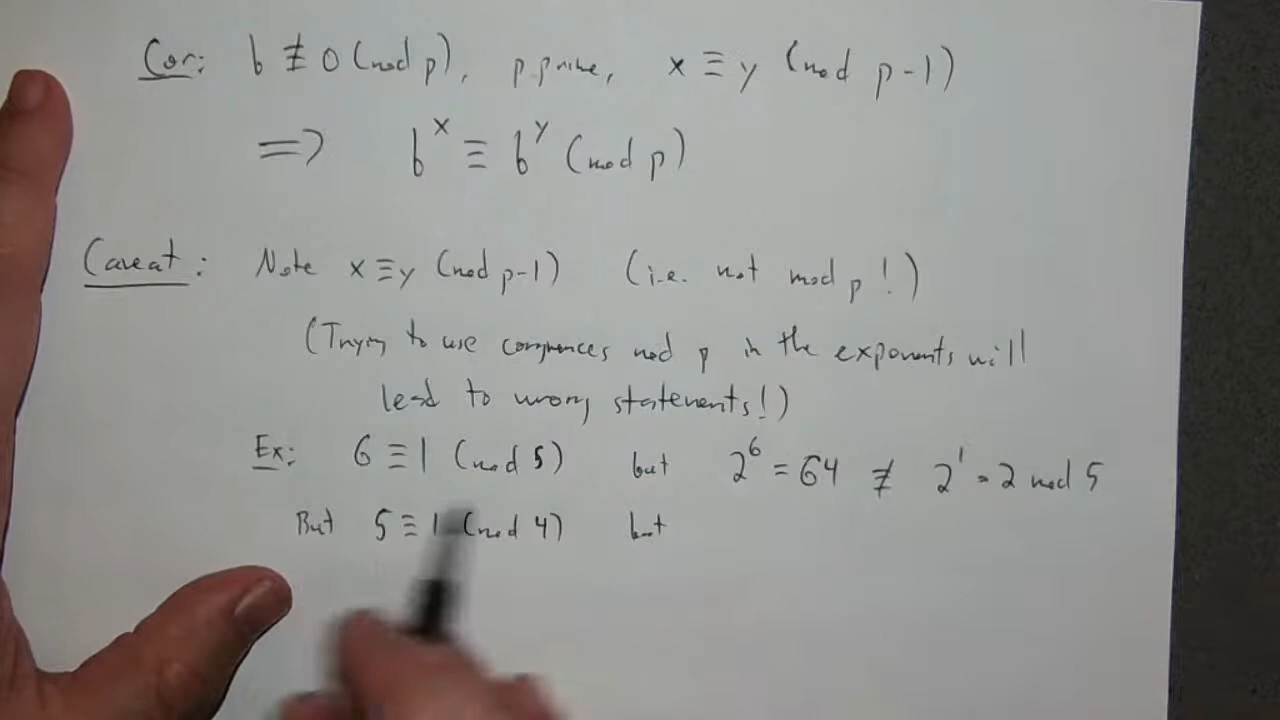 Cor: b ≢ 0 (mod p), p prime, x ≡ y (mod p-1)
=> b^x ≡ b^y (mod p)
Caveat: Note x ≡ y (mod p-1) (i.e. not mod p!)
(Trying to use congruences mod p in the exponents will
lead to wrong statements!)
Ex: 6 ≡ 1 (mod 5) but 2^6 = 64 ≢ 2^1 = 2 mod 5
But 5 ≡ 1 (mod 4) but